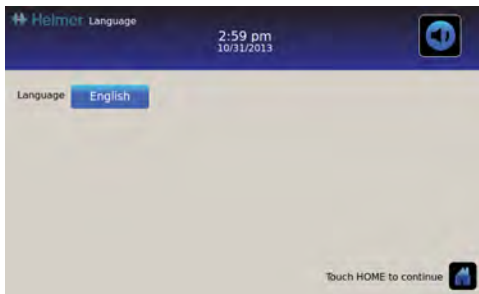 Helmer Language
2:59 pm
10/31/2013
Language English
Touch HOME to continue